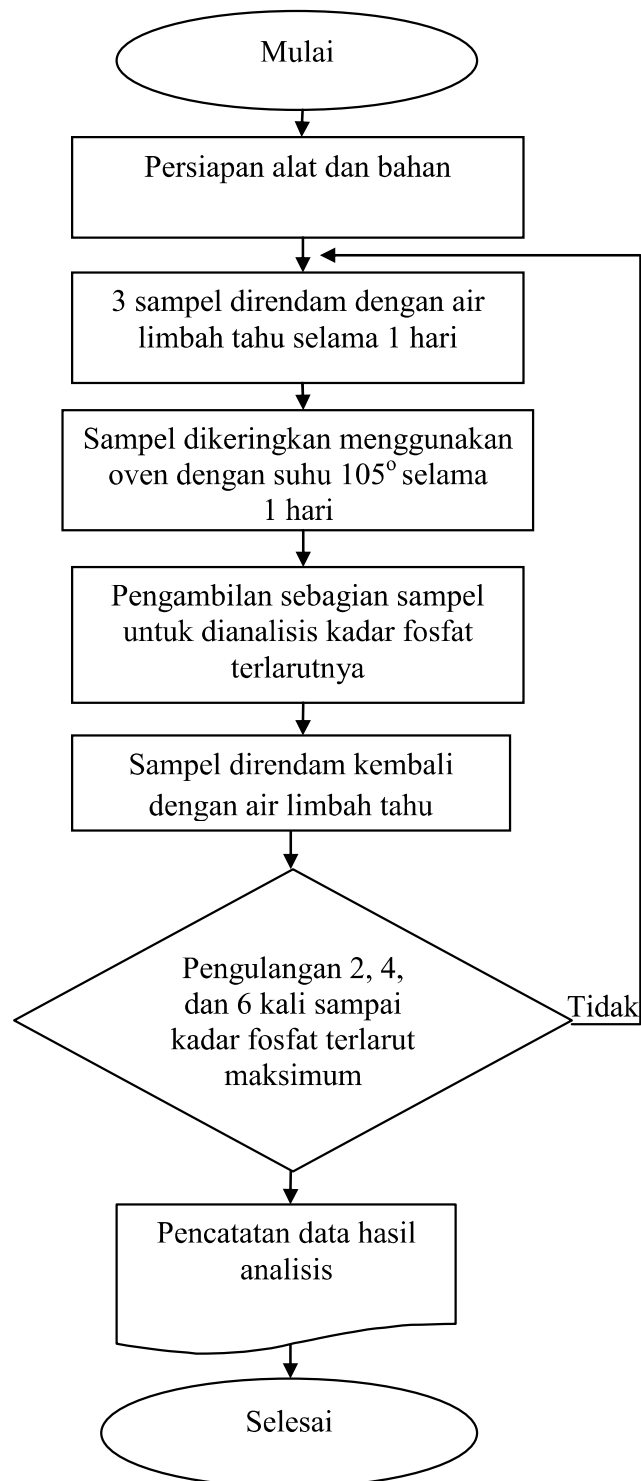 Mulai
Persiapan alat dan bahan
3 sampel direndam dengan air
limbah tahu selama 1 hari
Sampel dikeringkan menggunakan
oven dengan suhu 105º selama
1 hari
Pengambilan sebagian sampel
untuk dianalisis kadar fosfat
terlarutnya
Sampel direndam kembali
dengan air limbah tahu
Pengulangan 2, 4,
dan 6 kali sampai
kadar fosfat terlarut
maksimum
Tidak
Pencatatan data hasil
analisis
Selesai